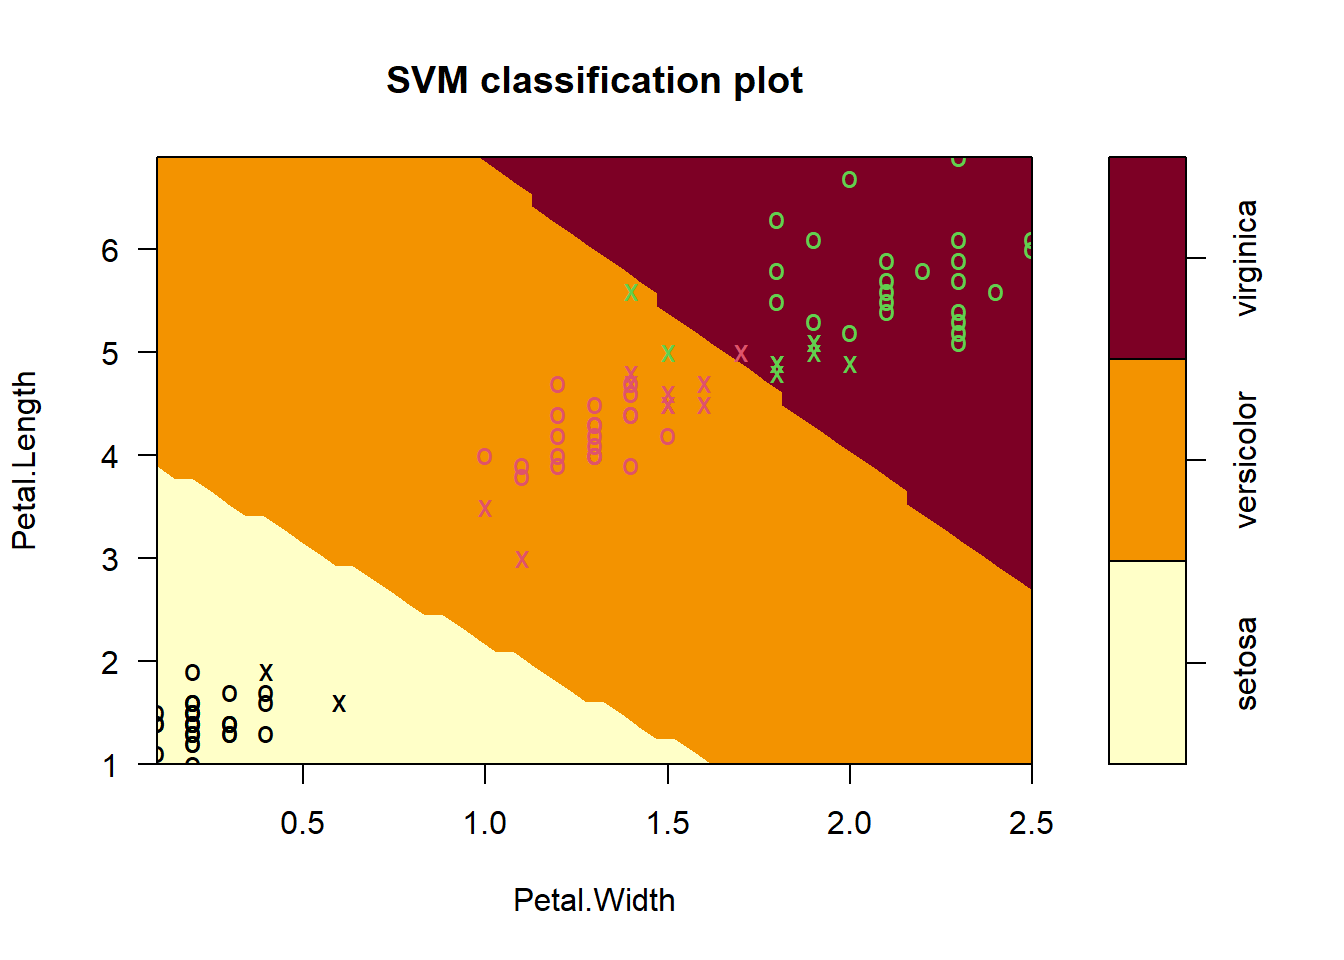 SVM classification plot
Petal.Length
6
5
4
3
2
1
0.5 1.0 1.5 2.0 2.5
Petal.Width
virginica
versicolor
setosa